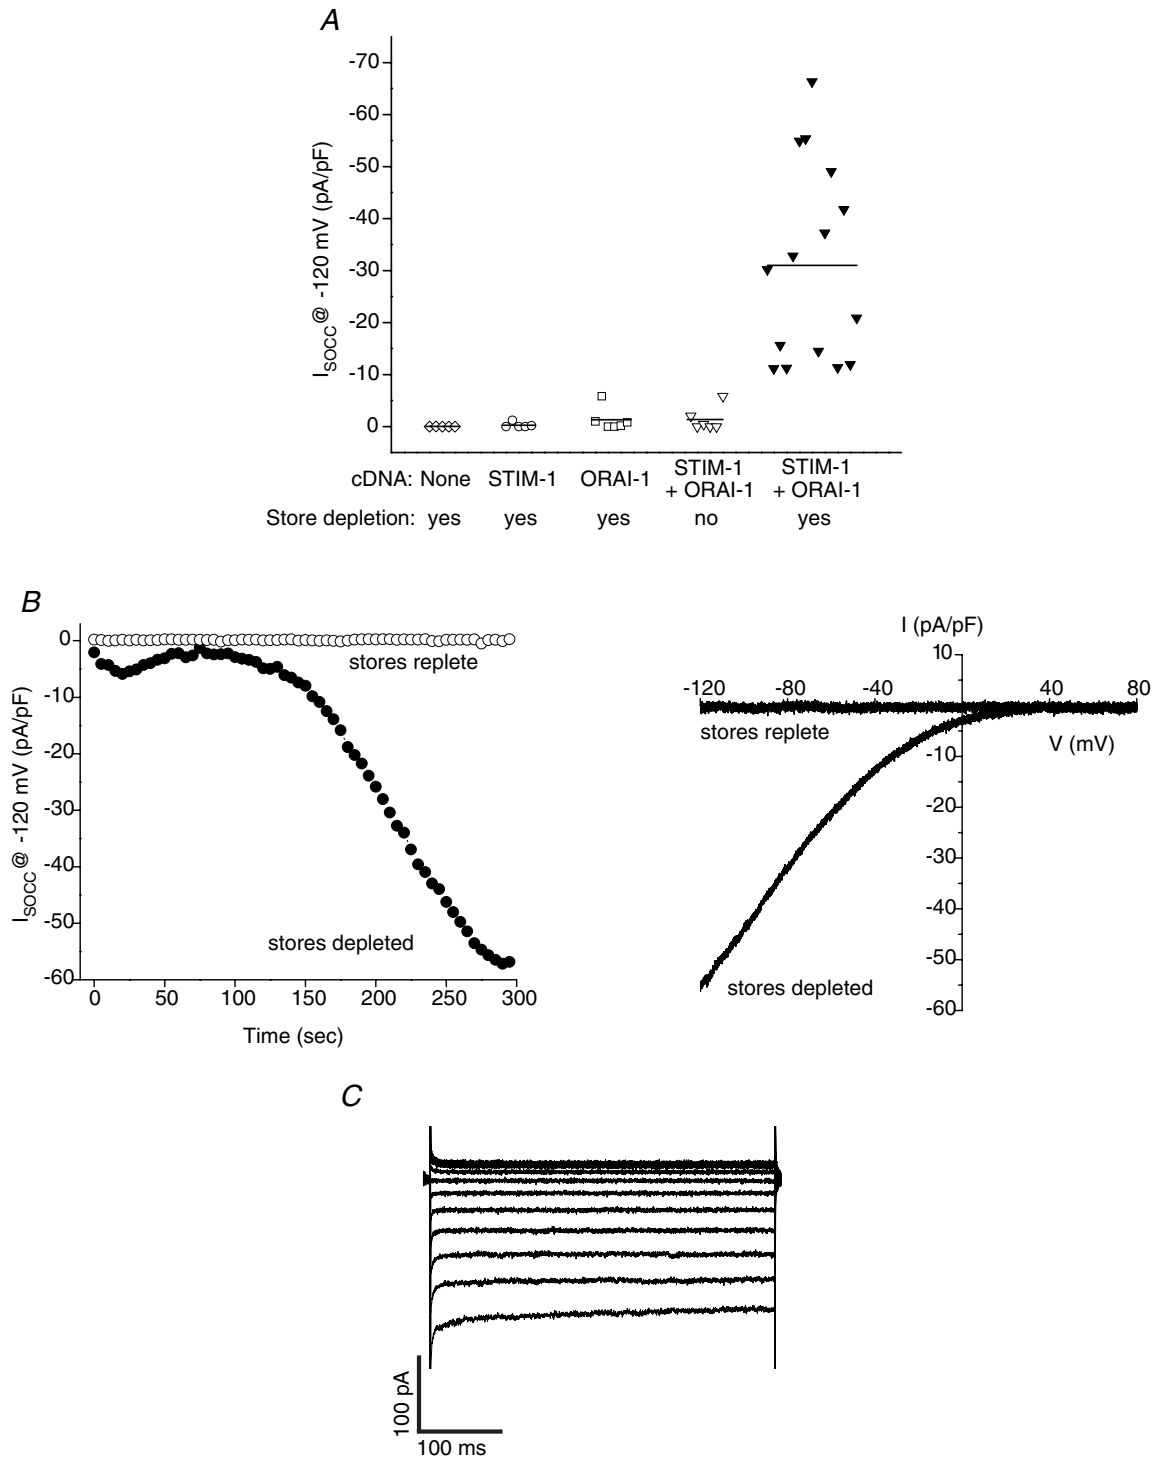 A
I_SOCC @ -120 mV (pA/pF)
-70
-60
-50
-40
-30
-20
-10
0
cDNA: None STIM-1 ORAI-1 STIM-1 + ORAI-1 STIM-1 + ORAI-1
Store depletion: yes yes yes no yes
B
I_SOCC @ -120 mV (pA/pF)
0
-10
-20
-30
-40
-50
-60
stores replete
stores depleted
0 50 100 150 200 250 300
Time (sec)
I (pA/pF)
10
-120 -80 -40 40 80
stores replete
V (mV)
-10
-20
-30
-40
-50
-60
stores depleted
C
100 pA
100 ms